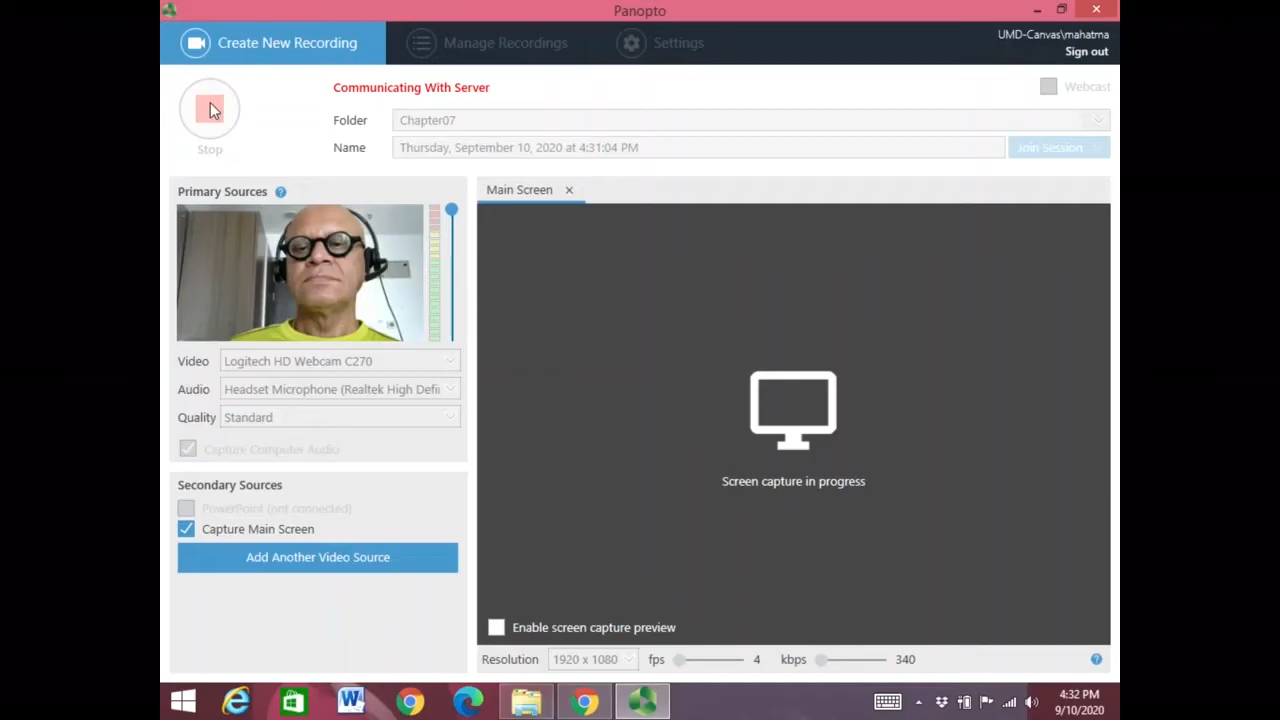 Panopto
Create New Recording
Manage Recordings
Settings
UMD-Canvas\mahatma
Sign out
Communicating With Server
Webcast
Folder
Chapter07
Stop
Name
Thursday, September 10, 2020 at 4:31:04 PM
Join Session
Primary Sources
Main Screen
Video
Logitech HD Webcam C270
Audio
Headset Microphone (Realtek High Defi
Quality
Standard
Capture Computer Audio
Screen capture in progress
Secondary Sources
PowerPoint (not connected)
Capture Main Screen
Add Another Video Source
Enable screen capture preview
Resolution
1920 x 1080
fps
4
kbps
340
4:32 PM
9/10/2020